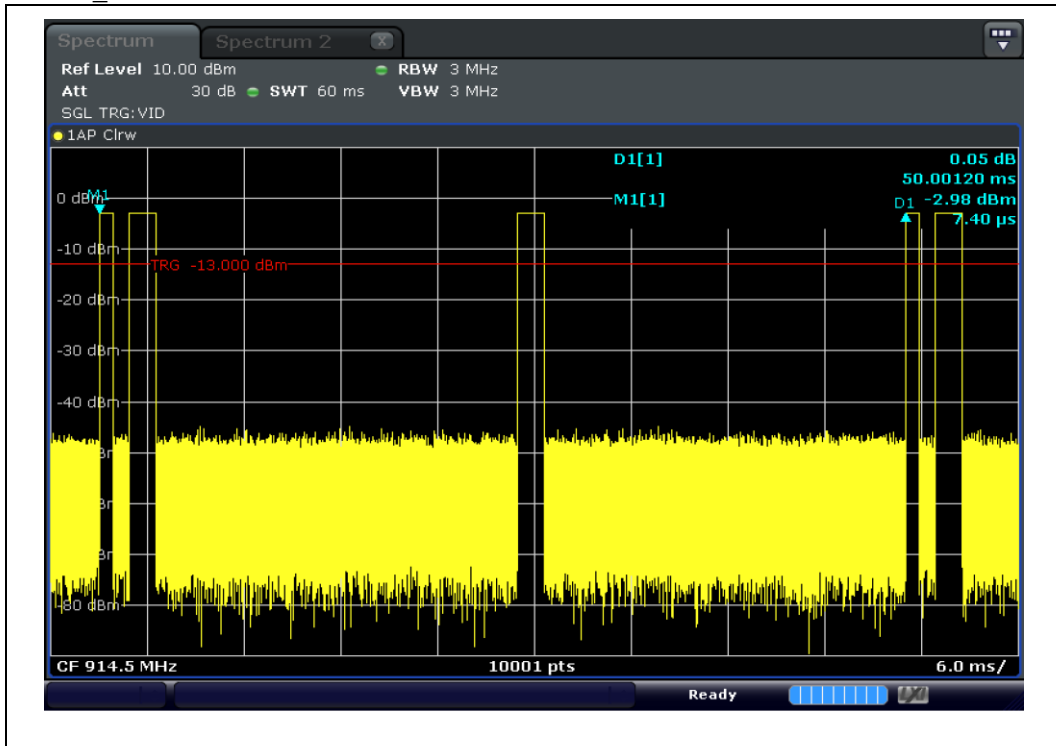 Spectrum Spectrum 2 X
Ref Level 10.00 dBm RBW 3 MHz
Att 30 dB SWT 60 ms VBW 3 MHz
SGL TRG:VID
1AP Clrw
D1[1] 0.05 dB
50.00120 ms
0 dBm M1 M1[1] D1 -2.98 dBm
7.40 µs
-10 dBm
TRG -13.000 dBm
-20 dBm
-30 dBm
-40 dBm
-80 dBm
CF 914.5 MHz 10001 pts 6.0 ms/
Ready